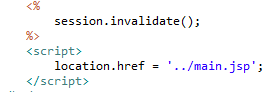 <%
session.invalidate();
%>
<script>
location.href = '../main.jsp';
</script>